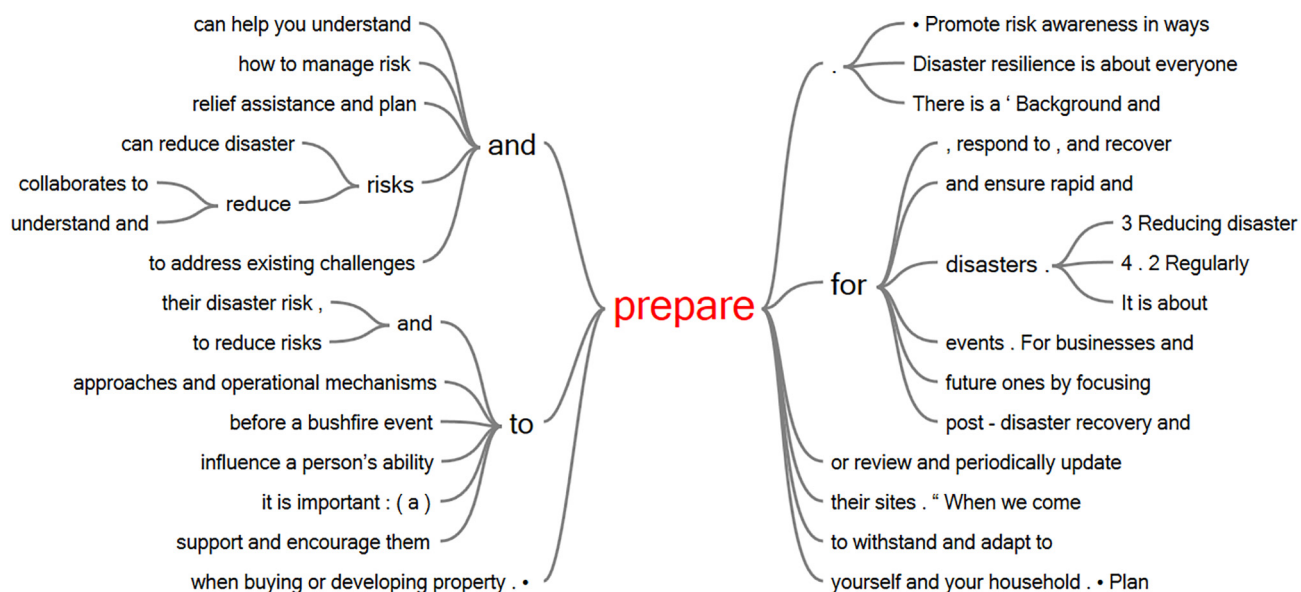 can help you understand
how to manage risk
relief assistance and plan
can reduce disaster
collaborates to
understand and
reduce
risks
to address existing challenges
and
their disaster risk ,
to reduce risks
and
approaches and operational mechanisms
before a bushfire event
influence a person’s ability
it is important : ( a )
support and encourage them
to
when buying or developing property . •
prepare
.
• Promote risk awareness in ways
Disaster resilience is about everyone
There is a ‘ Background and
for
, respond to , and recover
and ensure rapid and
disasters .
3 Reducing disaster
4 . 2 Regularly
It is about
events . For businesses and
future ones by focusing
post - disaster recovery and
or review and periodically update
their sites . “ When we come
to withstand and adapt to
yourself and your household . • Plan